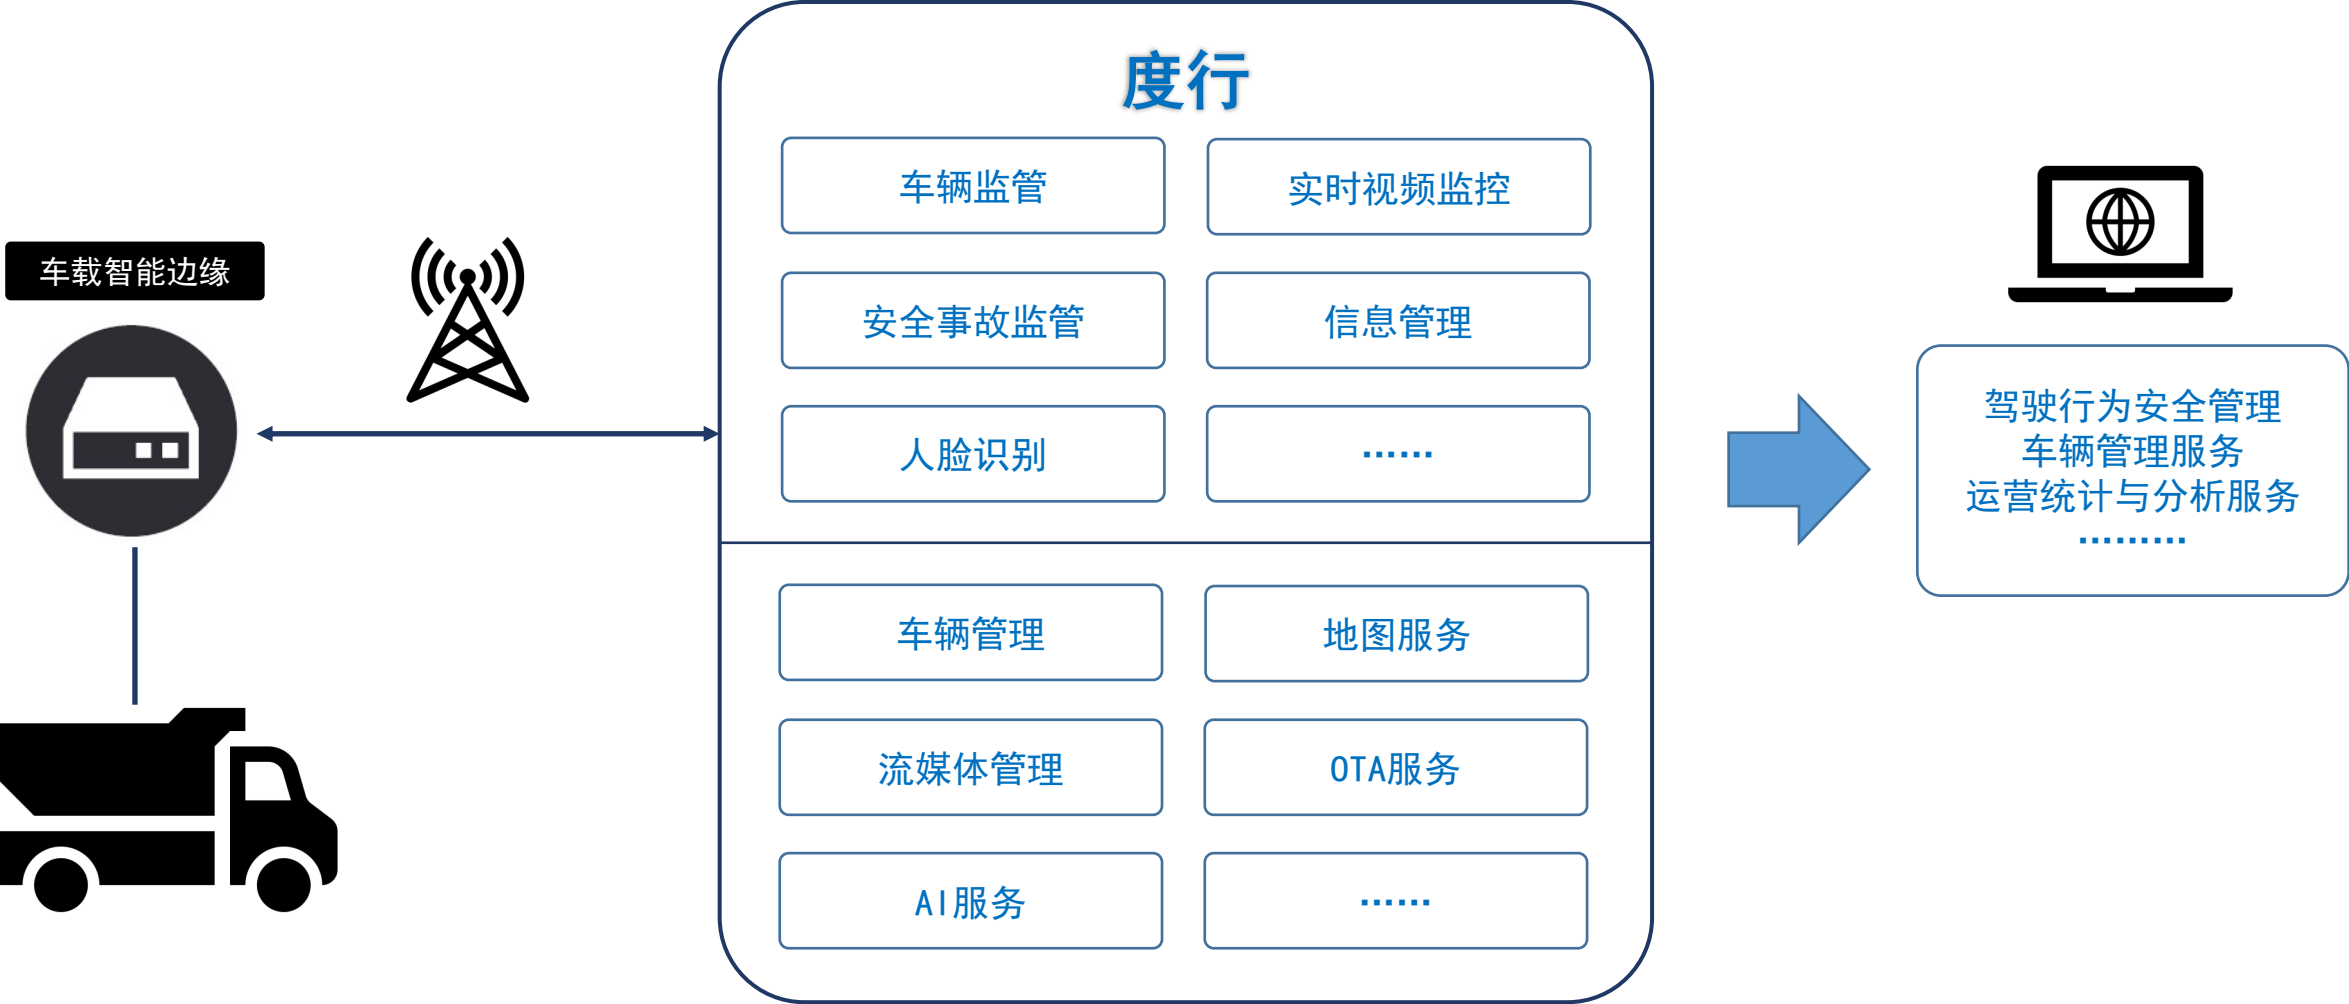 车载智能边缘
度行
车辆监管
实时视频监控
安全事故监管
信息管理
人脸识别
……
车辆管理
地图服务
流媒体管理
OTA服务
AI服务
……
驾驶行为安全管理
车辆管理服务
运营统计与分析服务
………